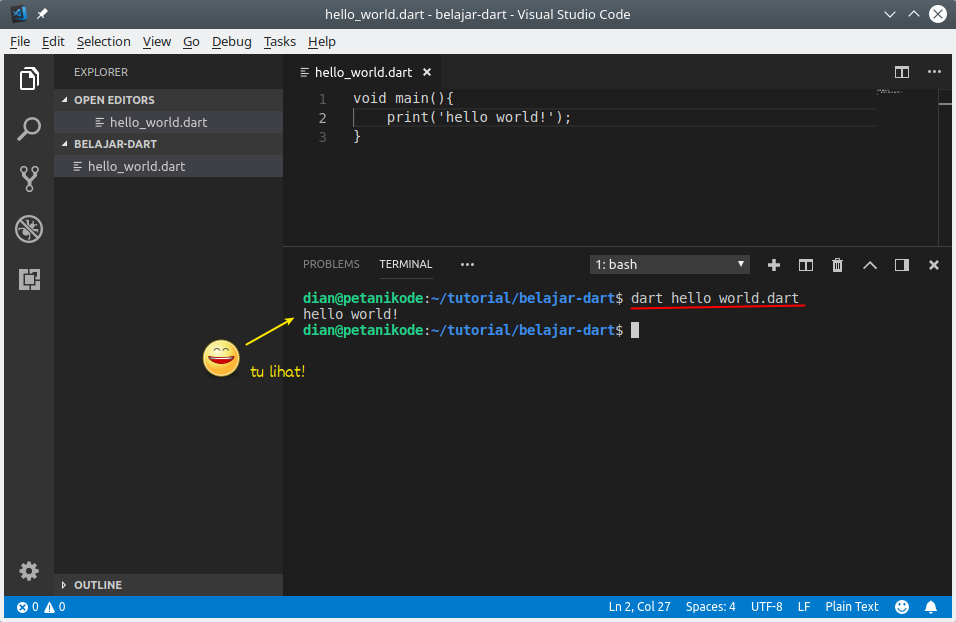 hello_world.dart - belajar-dart - Visual Studio Code
File Edit Selection View Go Debug Tasks Help
EXPLORER
OPEN EDITORS
hello_world.dart
BELAJAR-DART
hello_world.dart
OUTLINE
hello_world.dart
1 void main(){
2 print('hello world!');
3 }
PROBLEMS TERMINAL
1: bash
dian@petanikode:~/tutorial/belajar-dart$ dart hello world.dart
hello world!
dian@petanikode:~/tutorial/belajar-dart$
tu lihat!
0 0 Ln 2, Col 27 Spaces: 4 UTF-8 LF Plain Text